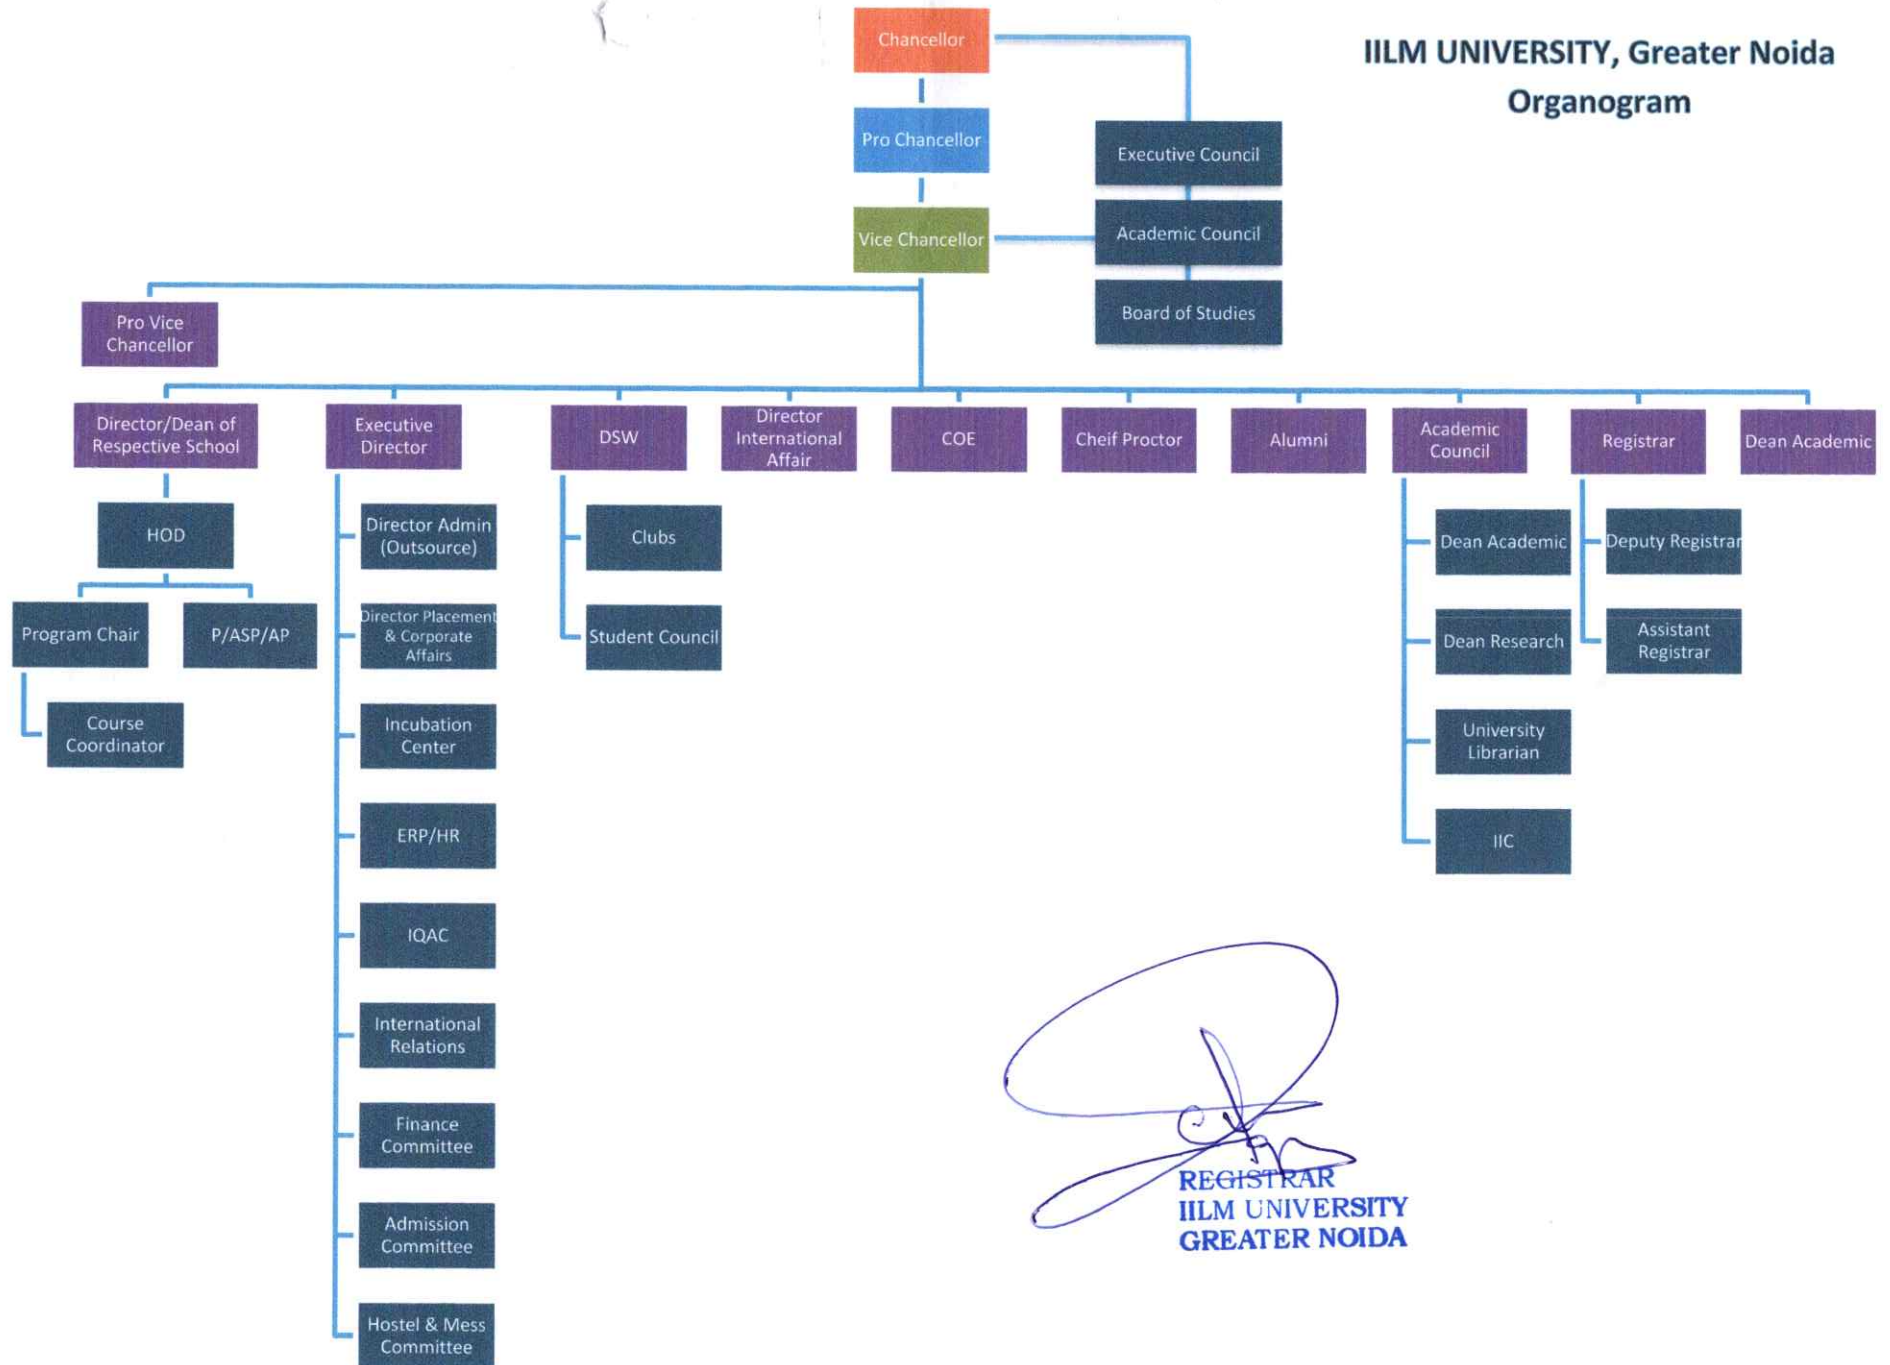 IILM UNIVERSITY, Greater Noida
Organogram
Chancellor
Pro Chancellor
Vice Chancellor
Executive Council
Academic Council
Board of Studies
Pro Vice
Chancellor
Director/Dean of
Respective School
Executive
Director
DSW
Director
International
Affair
COE
Cheif Proctor
Alumni
Academic
Council
Registrar
Dean Academic
HOD
Program Chair
P/ASP/AP
Course
Coordinator
Director Admin
(Outsource)
Director Placement
& Corporate
Affairs
Incubation
Center
ERP/HR
IQAC
International
Relations
Finance
Committee
Admission
Committee
Hostel & Mess
Committee
Clubs
Student Council
Dean Academic
Dean Research
University
Librarian
IIC
Deputy Registrar
Assistant
Registrar
REGISTRAR
IILM UNIVERSITY
GREATER NOIDA